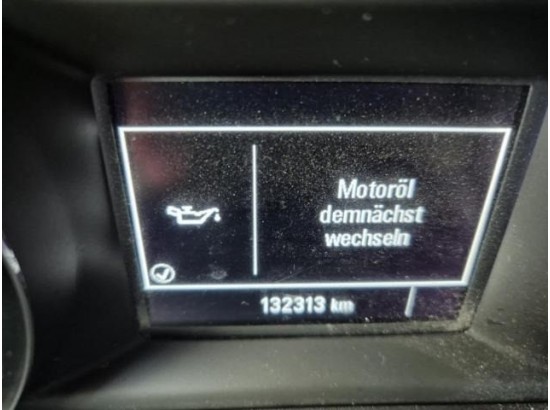 Motoröl
demnächst
wechseln
132313 km